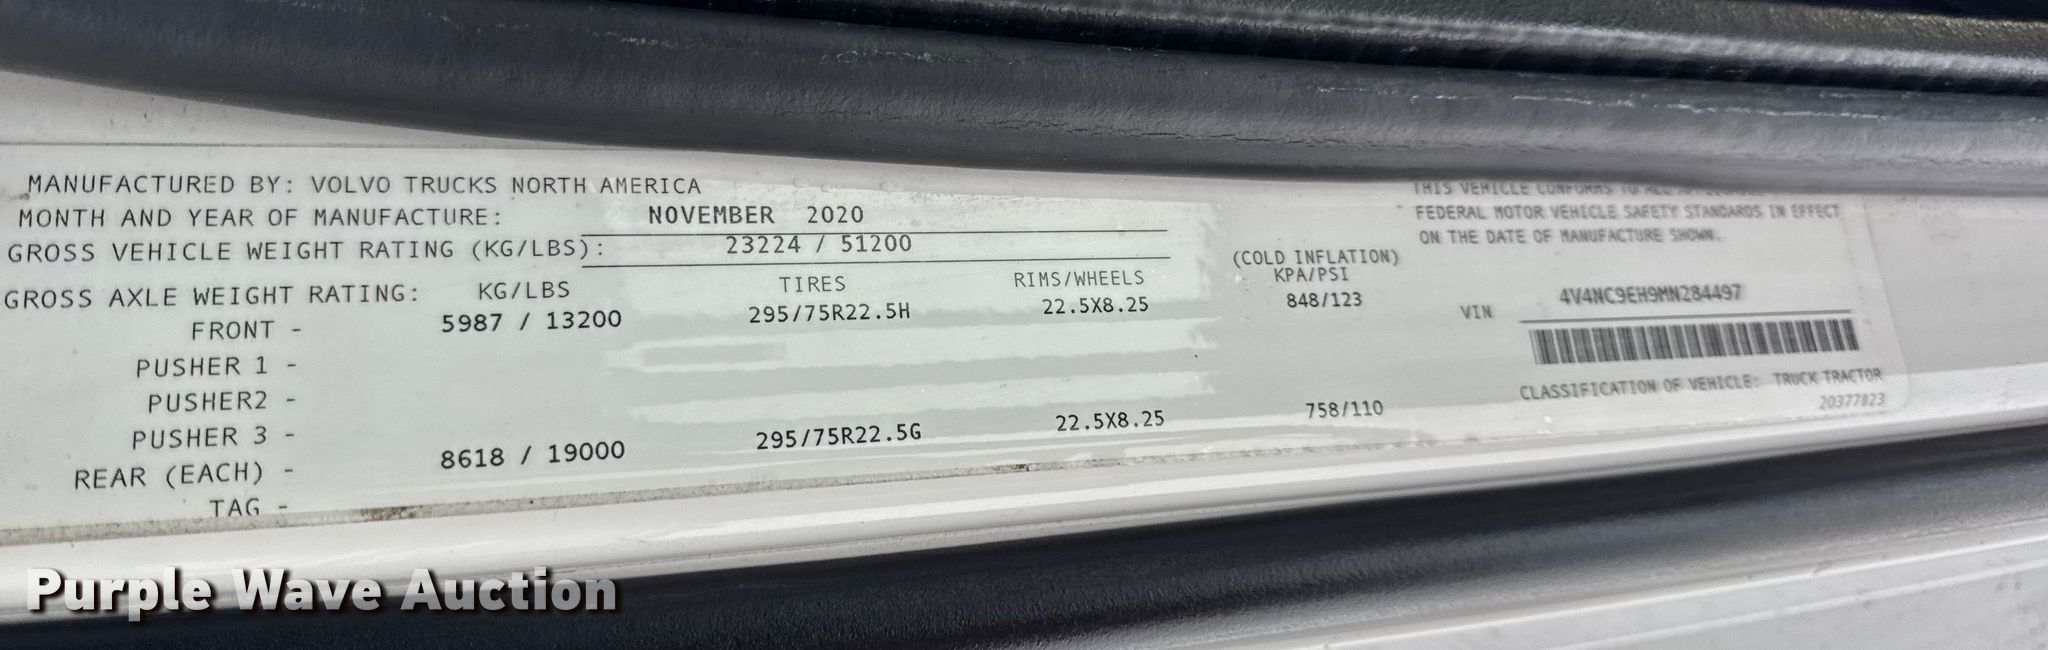 MANUFACTURED BY: VOLVO TRUCKS NORTH AMERICA
MONTH AND YEAR OF MANUFACTURE: NOVEMBER 2020
GROSS VEHICLE WEIGHT RATING (KG/LBS): 23224 / 51200
GROSS AXLE WEIGHT RATING: KG/LBS TIRES RIMS/WHEELS (COLD INFLATION) KPA/PSI
FRONT - 5987 / 13200 295/75R22.5H 22.5X8.25 848/123
PUSHER 1 -
PUSHER2 -
PUSHER 3 -
REAR (EACH) - 8618 / 19000 295/75R22.5G 22.5X8.25 758/110
TAG -
THIS VEHICLE CONFORMS TO ALL
FEDERAL MOTOR VEHICLE SAFETY STANDARDS IN EFFECT
ON THE DATE OF MANUFACTURE SHOWN.
VIN 4V4NC9EH9MN284497
CLASSIFICATION OF VEHICLE: TRUCK TRACTOR
20377823
Purple Wave Auction